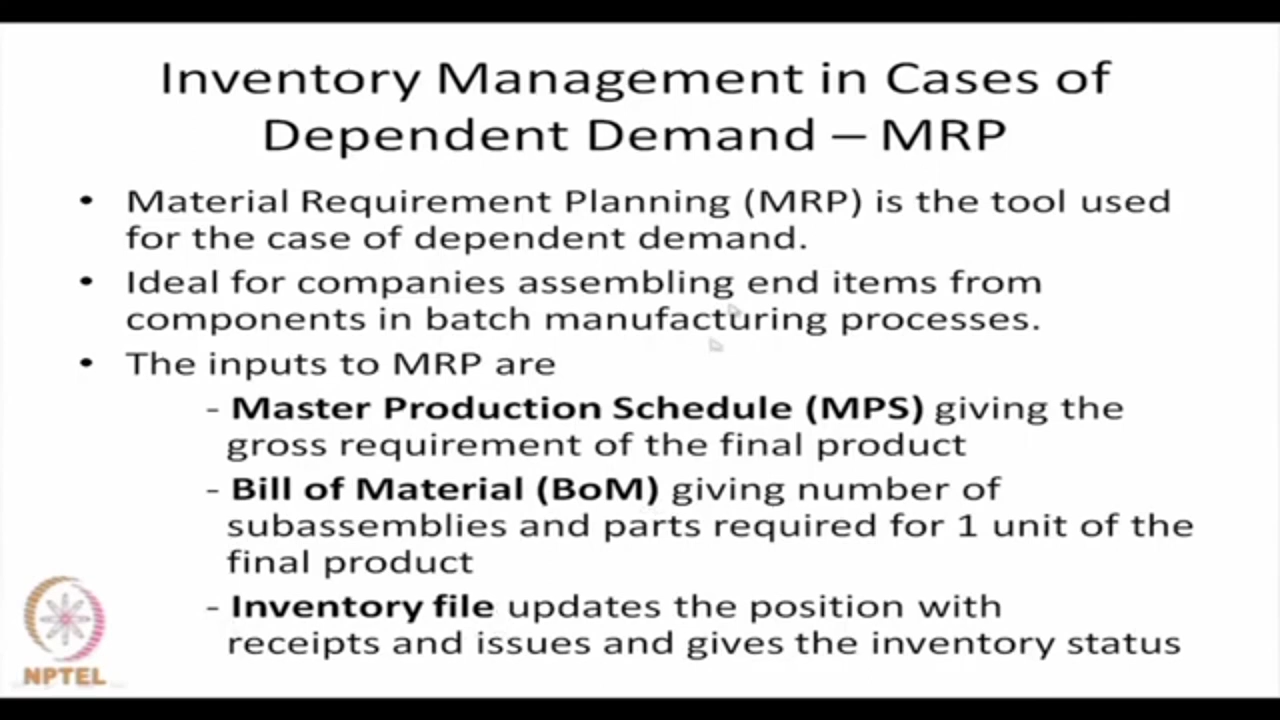 Inventory Management in Cases of
Dependent Demand – MRP
• Material Requirement Planning (MRP) is the tool used
for the case of dependent demand.
• Ideal for companies assembling end items from
components in batch manufacturing processes.
• The inputs to MRP are
- Master Production Schedule (MPS) giving the
gross requirement of the final product
- Bill of Material (BoM) giving number of
subassemblies and parts required for 1 unit of the
final product
- Inventory file updates the position with
receipts and issues and gives the inventory status
NPTEL